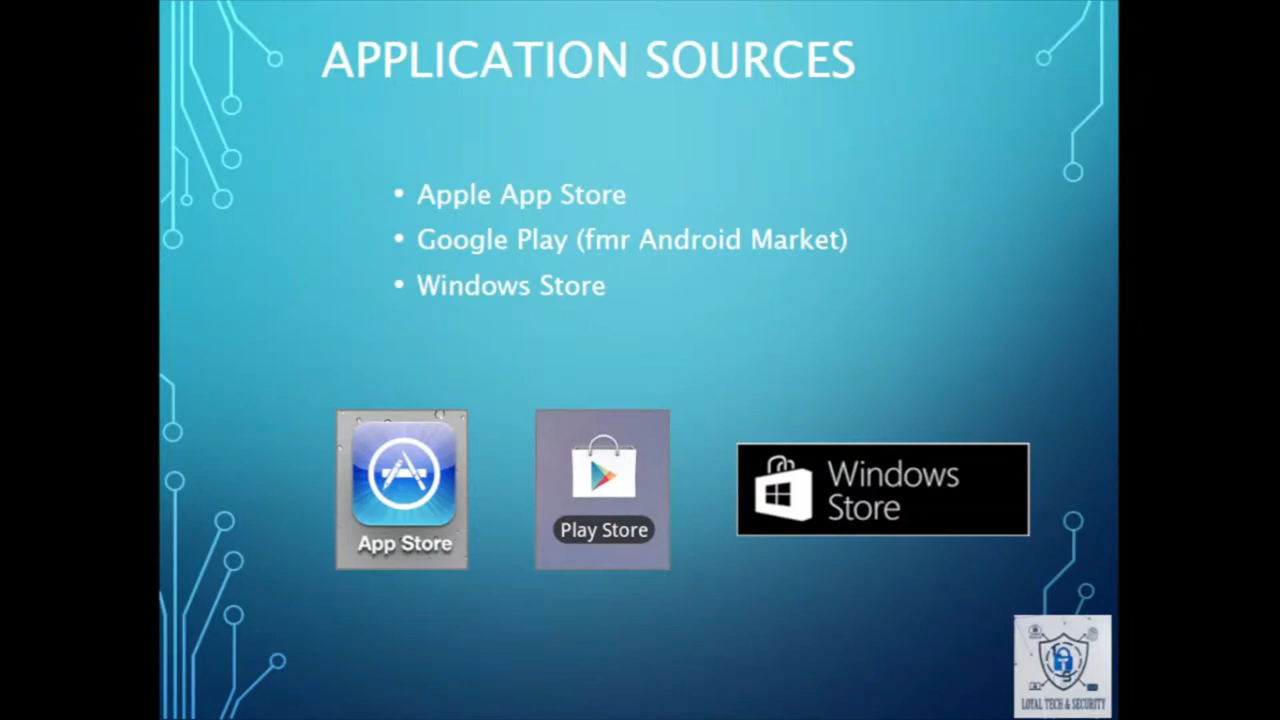 APPLICATION SOURCES
• Apple App Store
• Google Play (fmr Android Market)
• Windows Store
App Store
Play Store
Windows
Store
LOYAL TECH & SECURITY